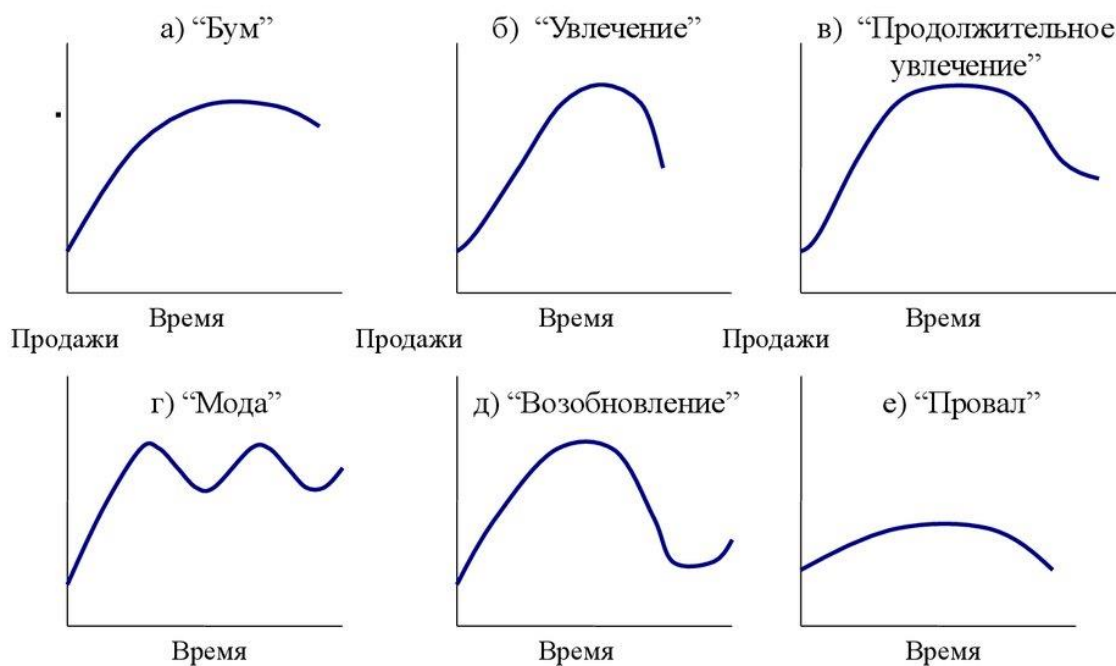 а) “Бум”
б) “Увлечение”
в) “Продолжительное
увлечение”
Время
Время
Время
Продажи
Продажи
Продажи
г) “Мода”
д) “Возобновление”
е) “Провал”
Время
Время
Время